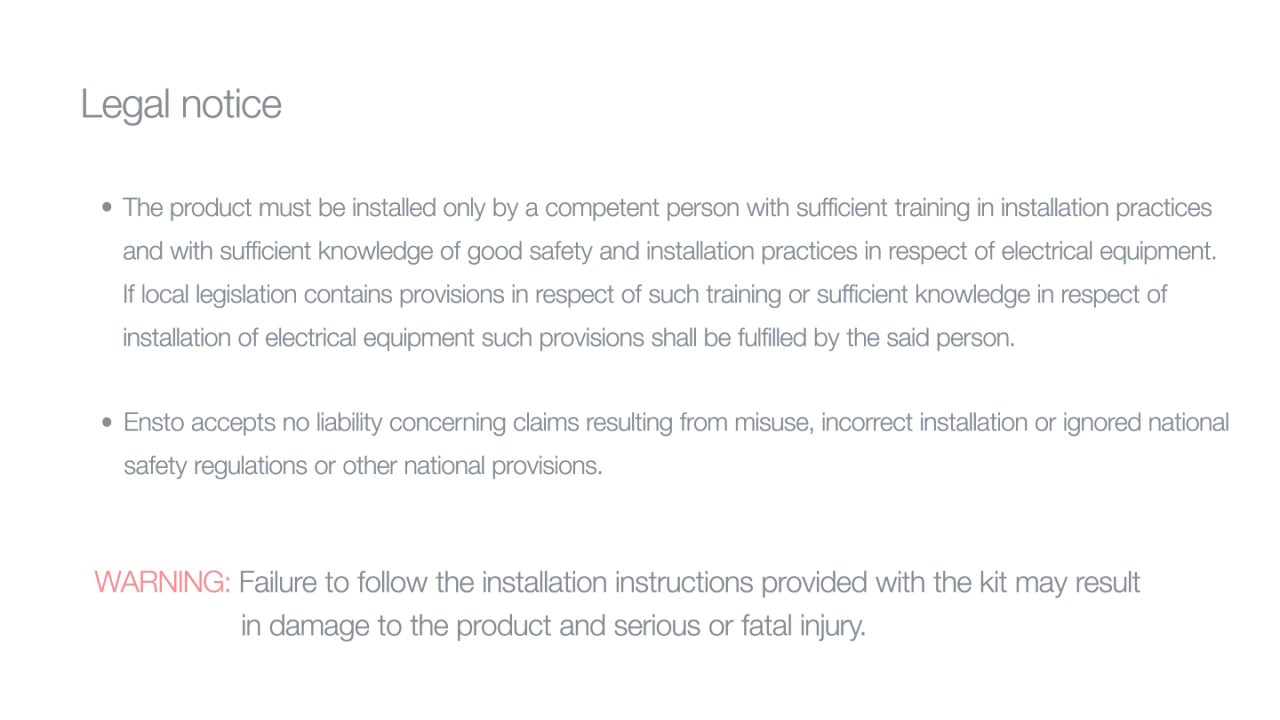 Legal notice
• The product must be installed only by a competent person with sufficient training in installation practices
and with sufficient knowledge of good safety and installation practices in respect of electrical equipment.
If local legislation contains provisions in respect of such training or sufficient knowledge in respect of
installation of electrical equipment such provisions shall be fulfilled by the said person.
• Ensto accepts no liability concerning claims resulting from misuse, incorrect installation or ignored national
safety regulations or other national provisions.
WARNING: Failure to follow the installation instructions provided with the kit may result
in damage to the product and serious or fatal injury.